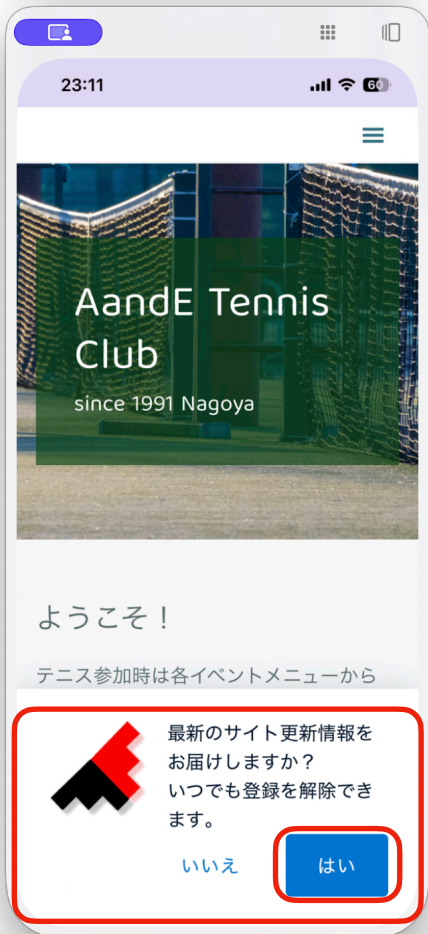 23:11
60
AandE Tennis
Club
since 1991 Nagoya
ようこそ！
テニス参加時は各イベントメニューから
最新のサイト更新情報を
お届けしますか？
いつでも登録を解除でき
ます。
いいえ
はい